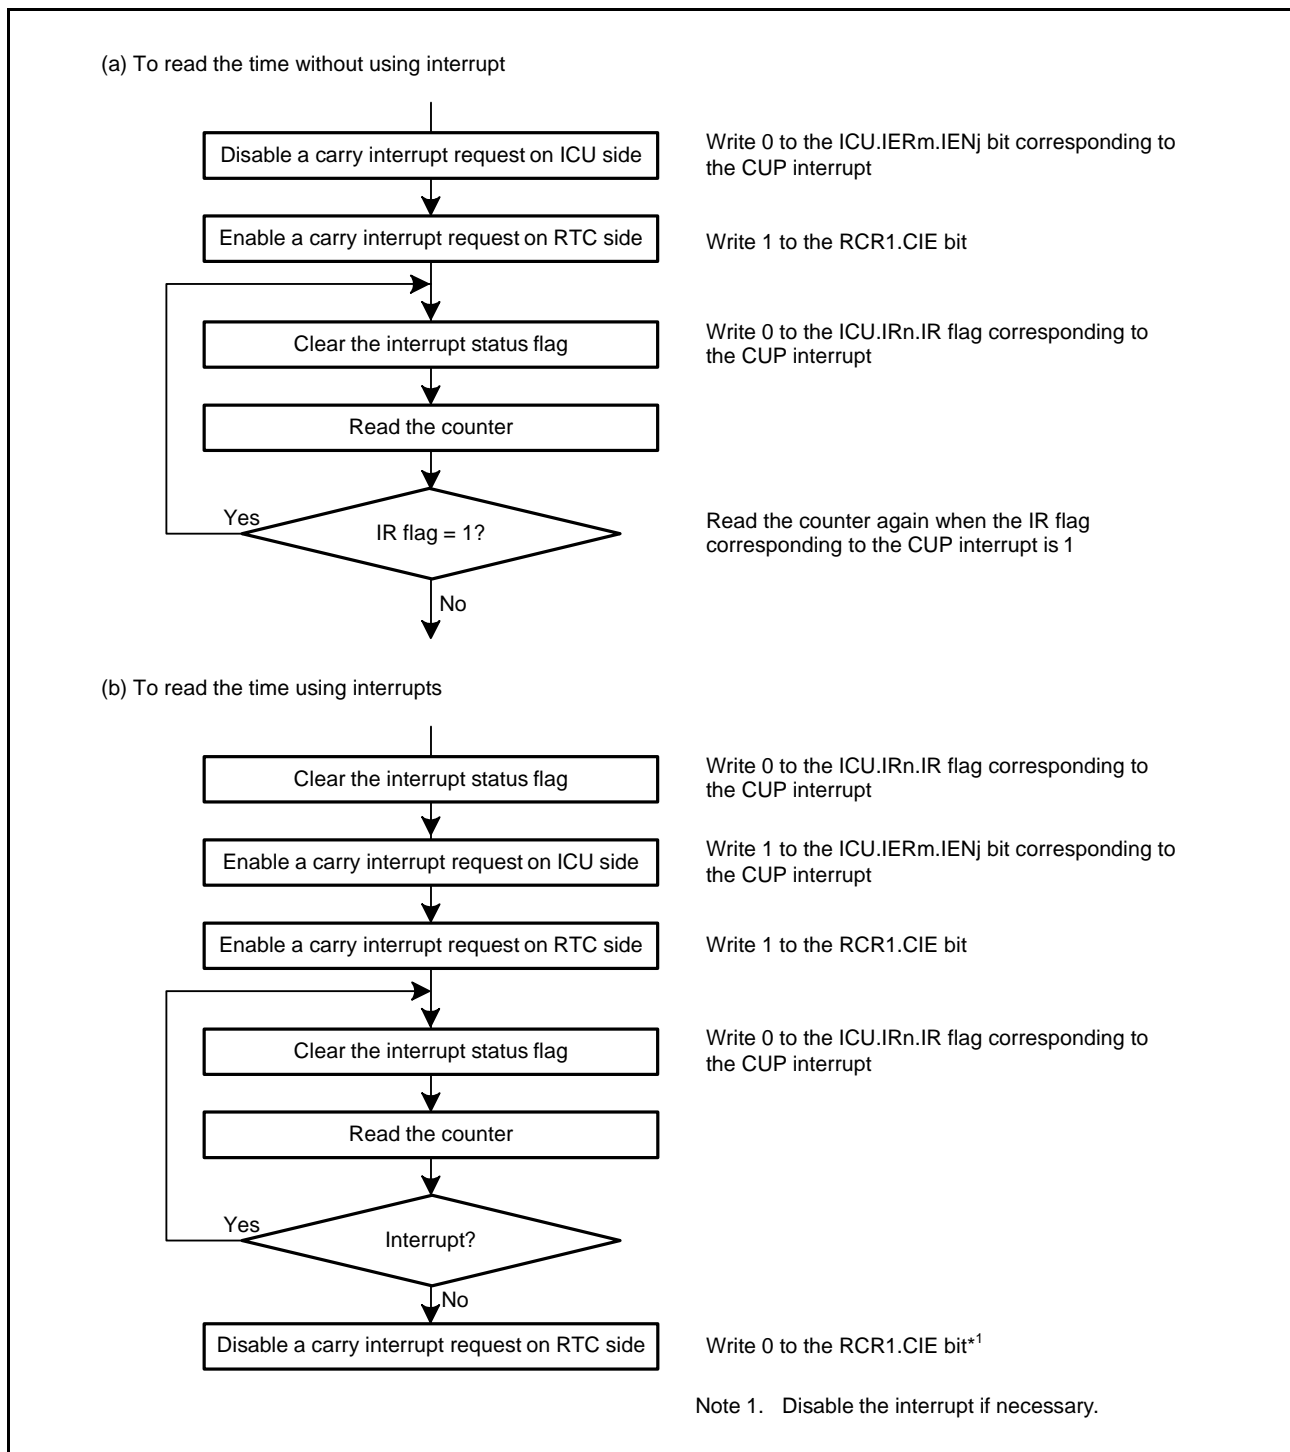 (a) To read the time without using interrupt
Disable a carry interrupt request on ICU side
Write 0 to the ICU.IERm.IENj bit corresponding to
the CUP interrupt
Enable a carry interrupt request on RTC side
Write 1 to the RCR1.CIE bit
Clear the interrupt status flag
Write 0 to the ICU.IRn.IR flag corresponding to
the CUP interrupt
Read the counter
Yes
IR flag = 1?
Read the counter again when the IR flag
corresponding to the CUP interrupt is 1
No
(b) To read the time using interrupts
Clear the interrupt status flag
Write 0 to the ICU.IRn.IR flag corresponding to
the CUP interrupt
Enable a carry interrupt request on ICU side
Write 1 to the ICU.IERm.IENj bit corresponding to
the CUP interrupt
Enable a carry interrupt request on RTC side
Write 1 to the RCR1.CIE bit
Clear the interrupt status flag
Write 0 to the ICU.IRn.IR flag corresponding to
the CUP interrupt
Read the counter
Yes
Interrupt?
No
Disable a carry interrupt request on RTC side
Write 0 to the RCR1.CIE bit*1
Note 1. Disable the interrupt if necessary.